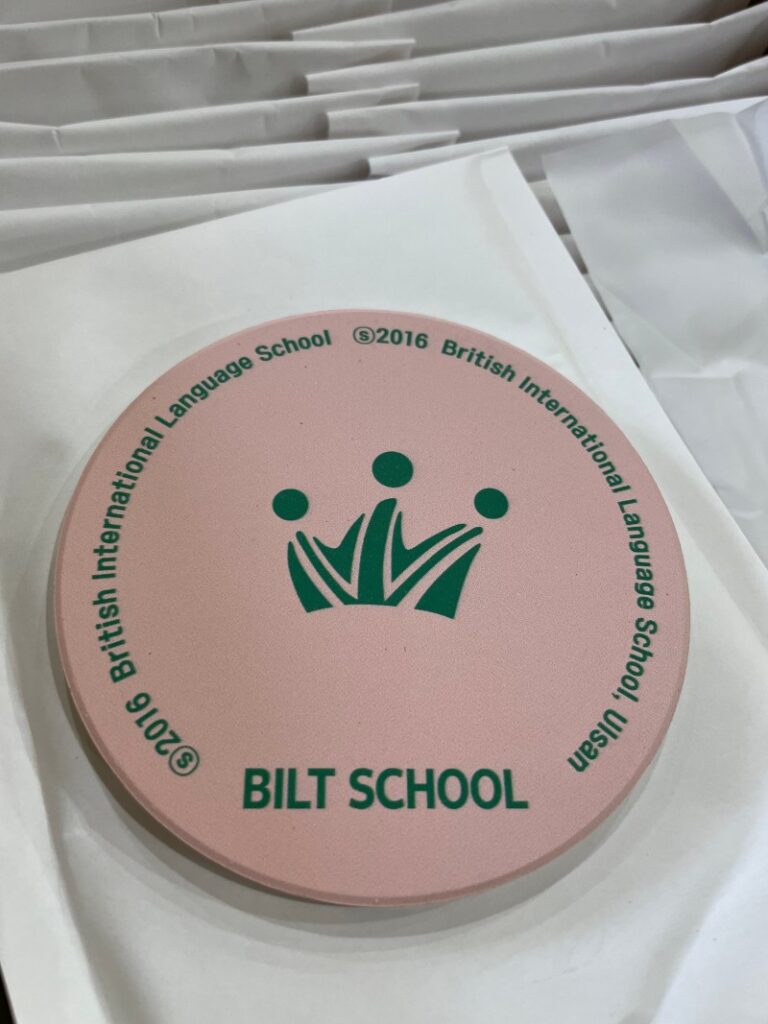 ⓢ2016 British International Language School
ⓢ2016 British International Language School, Ulsan
BILT SCHOOL